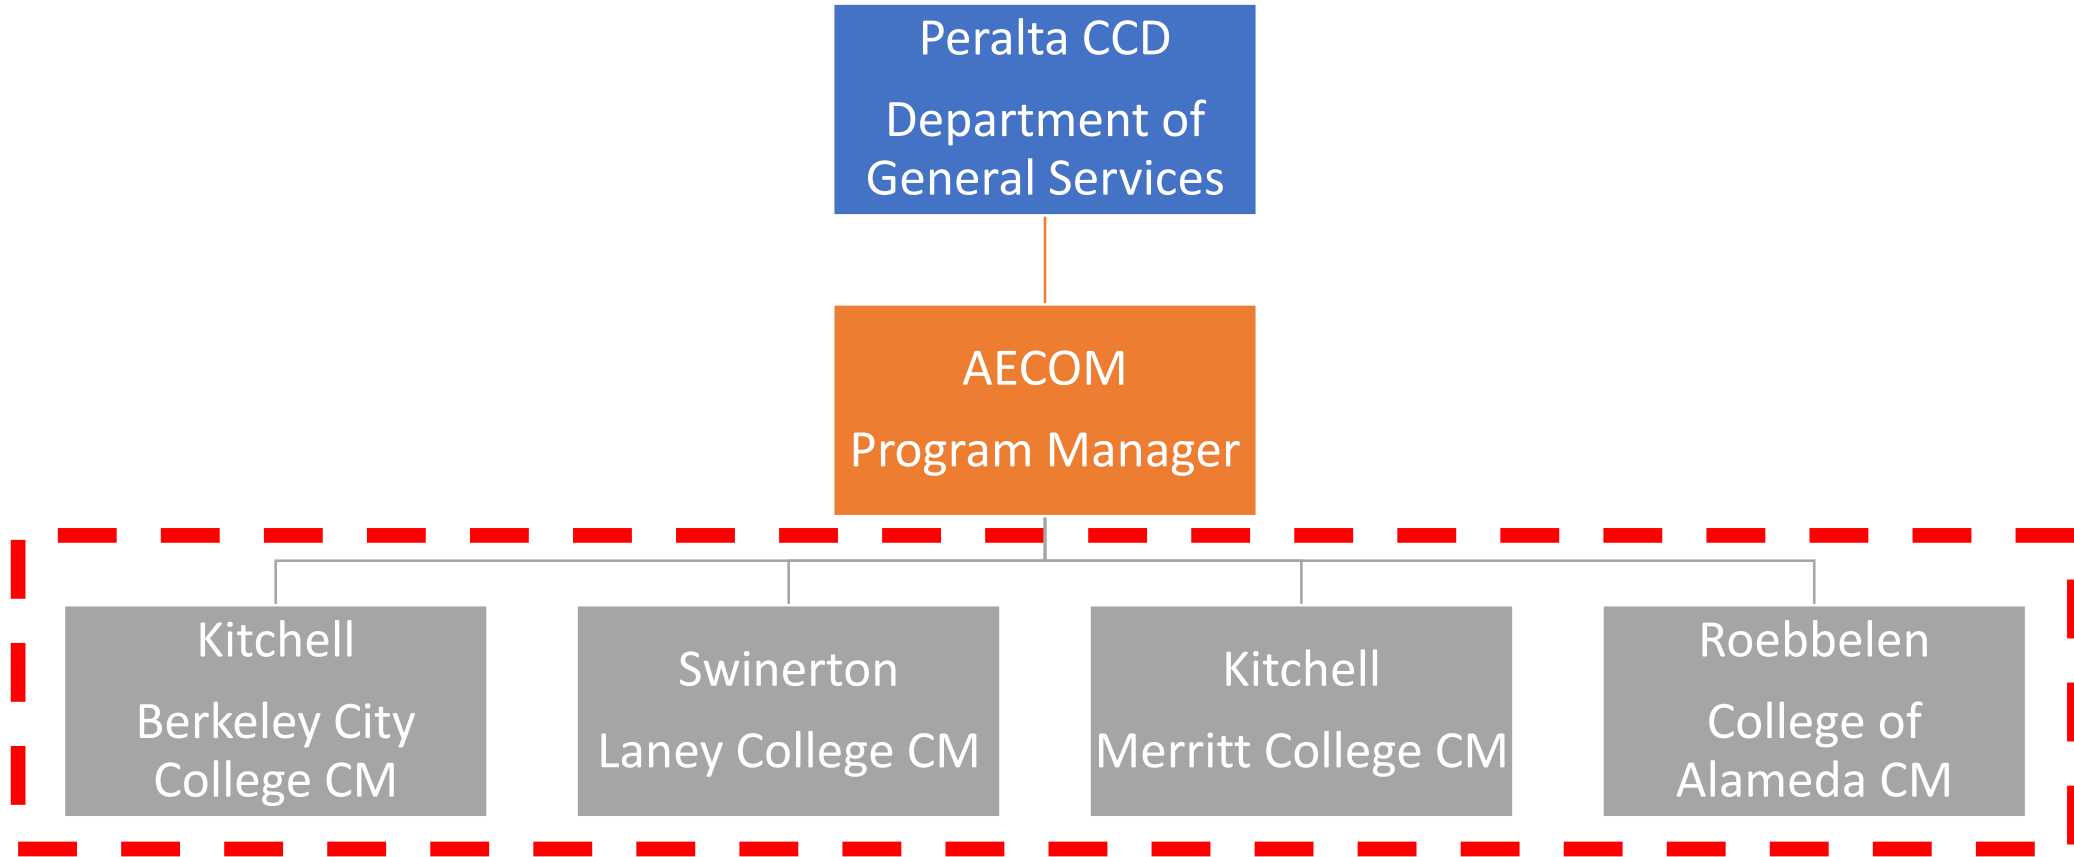 Peralta CCD
Department of
General Services
AECOM
Program Manager
Kitchell
Berkeley City
College CM
Swinerton
Laney College CM
Kitchell
Merritt College CM
Roebbelen
College of
Alameda CM